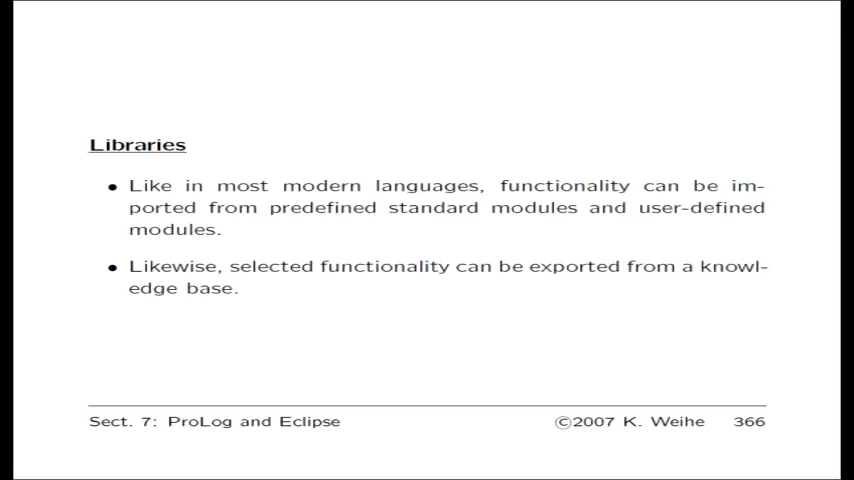 Libraries
● Like in most modern languages, functionality can be im-
ported from predefined standard modules and user-defined
modules.
● Likewise, selected functionality can be exported from a knowl-
edge base.
Sect. 7: ProLog and Eclipse ©2007 K. Weihe 366